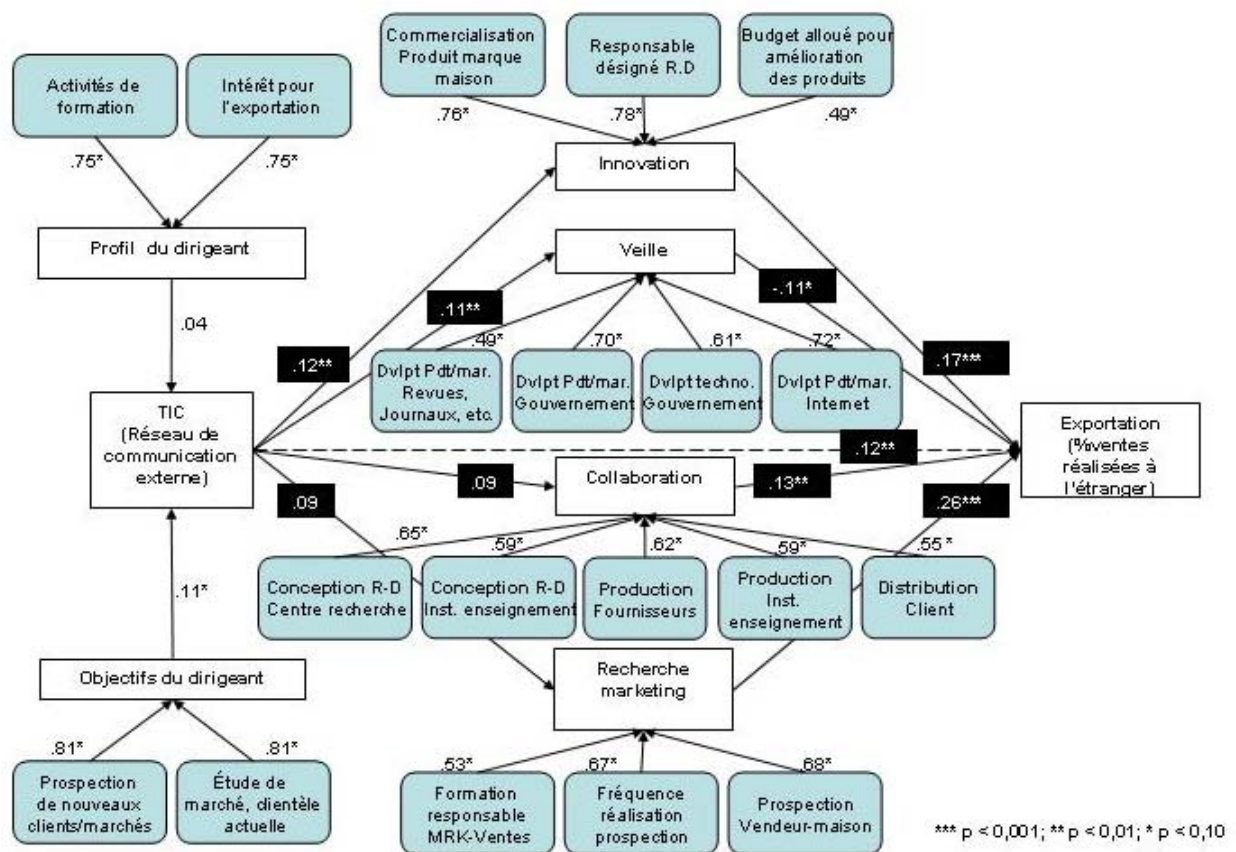 Commercialisation
Produit marque
maison
Responsable
désigné R.D
Budget alloué pour
amélioration
des produits
Activités de
formation
Intérêt pour
l'exportation
.76*
.78*
.49*
.75*
.75*
Innovation
Profil du dirigeant
Veille
.04
.11**
-.11*
.49*
.70*
.61*
.72*
.12**
.17***
Dvlpt Pdt/mar.
Revues,
Journaux, etc.
Dvlpt Pdt/mar.
Gouvernement
Dvlpt techno.
Gouvernement
Dvlpt Pdt/mar.
Internet
TIC
(Réseau de
communication
externe)
Exportation
(%ventes
réalisées à
l'étranger)
.12**
.09
Collaboration
.13**
.09
.26***
.65*
.59*
.62*
.59*
.55*
Conception R-D
Centre recherche
Conception R-D
Inst. enseignement
Production
Fournisseurs
Production
Inst.
enseignement
Distribution
Client
.11*
Objectifs du dirigeant
Recherche
marketing
.81*
.81*
.53*
.67*
.68*
Prospection
de nouveaux
clients/marchés
Étude de
marché, clientèle
actuelle
Formation
responsable
MRK-Ventes
Fréquence
réalisation
prospection
Prospection
Vendeur-maison
*** p < 0,001; ** p < 0,01; * p < 0,10